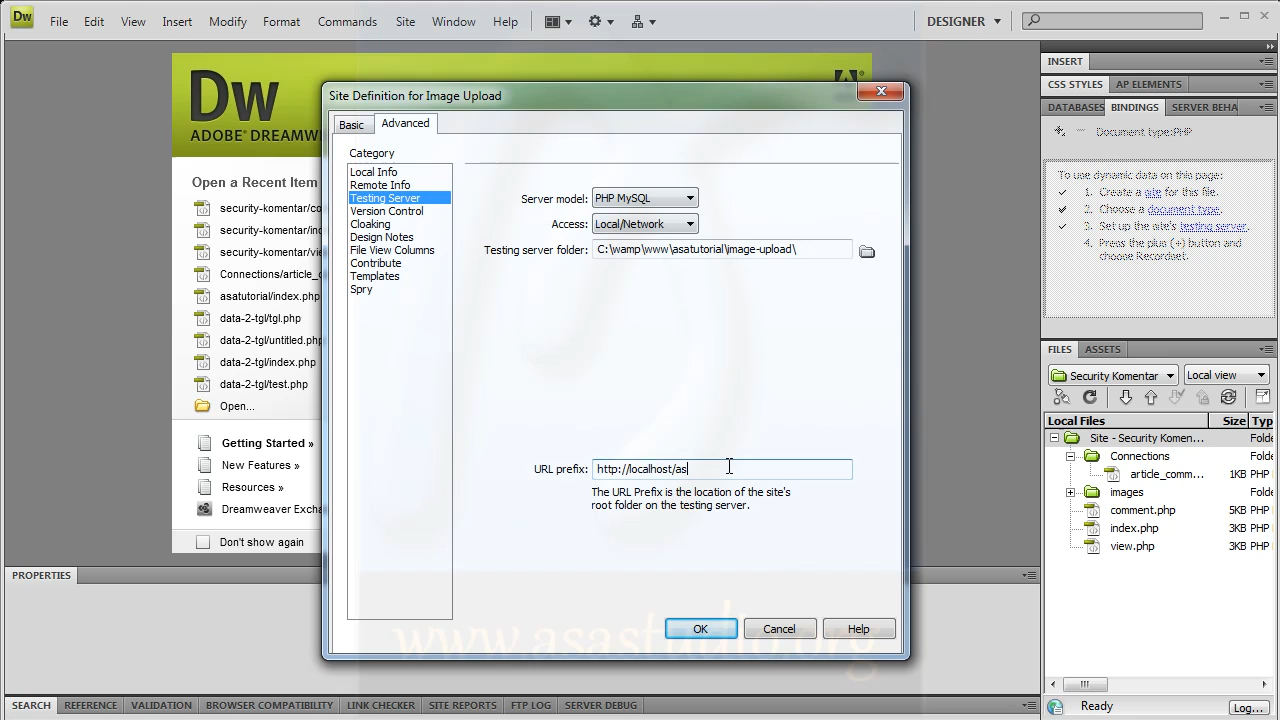 Dw File Edit View Insert Modify Format Commands Site Window Help DESIGNER
Dw
ADOBE
Open a Recent Item
security-komentar/co
security-komentar/
security-komentar/vi
Connections/article_c
asatutorial/index.php
data-2-tgl/tgl.php
data-2-tgl/untitled.php
data-2-tgl/index.php
data-2-tgl/test.php
Open...
Getting Started »
New Features »
Resources »
Dreamweaver Excha
Don't show again
Site Definition for Image Upload
Basic Advanced
Category
Local Info
Remote Info
Testing Server
Version Control
Cloaking
Design Notes
File View Columns
Contribute
Templates
Spry
Server model: PHP MySQL
Access: Local/Network
Testing server folder: C:\wamp\www\asatutorial\image-upload\
URL prefix: http://localhost/as
The URL Prefix is the location of the site's
root folder on the testing server.
OK Cancel Help
www.asastudio.org
INSERT
CSS STYLES AP ELEMENTS
DATABASES BINDINGS SERVER BEHA
Document type:PHP
To use dynamic data on this page:
1. Create a site for this file.
2. Choose a document type.
3. Set up the site's testing server.
4. Press the plus (+) button and
choose Recordset.
FILES ASSETS
Security Komentar Local view
Local Files Size Typ
Site - Security Komen... Folde
Connections Folde
article_comm... 1KB PHP
images Folde
comment.php 5KB PHP
index.php 3KB PHP
view.php 3KB PHP
Ready Log...
PROPERTIES
SEARCH REFERENCE VALIDATION BROWSER COMPATIBILITY LINK CHECKER SITE REPORTS FTP LOG SERVER DEBUG